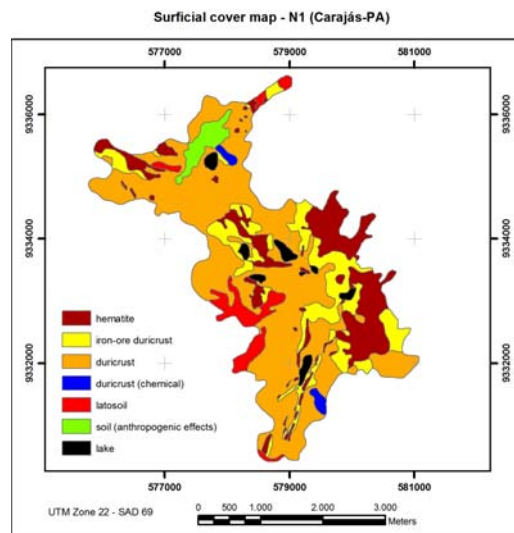 Surficial cover map - N1 (Carajás-PA)
577000 579000 581000
9336000 9336000
9334000 9334000
9332000 9332000
hematite
iron-ore duricrust
duricrust
duricrust (chemical)
latosoil
soil (anthropogenic effects)
lake
577000 579000 581000
UTM Zone 22 - SAD 69
0 500 1.000 2.000 3.000
Meters